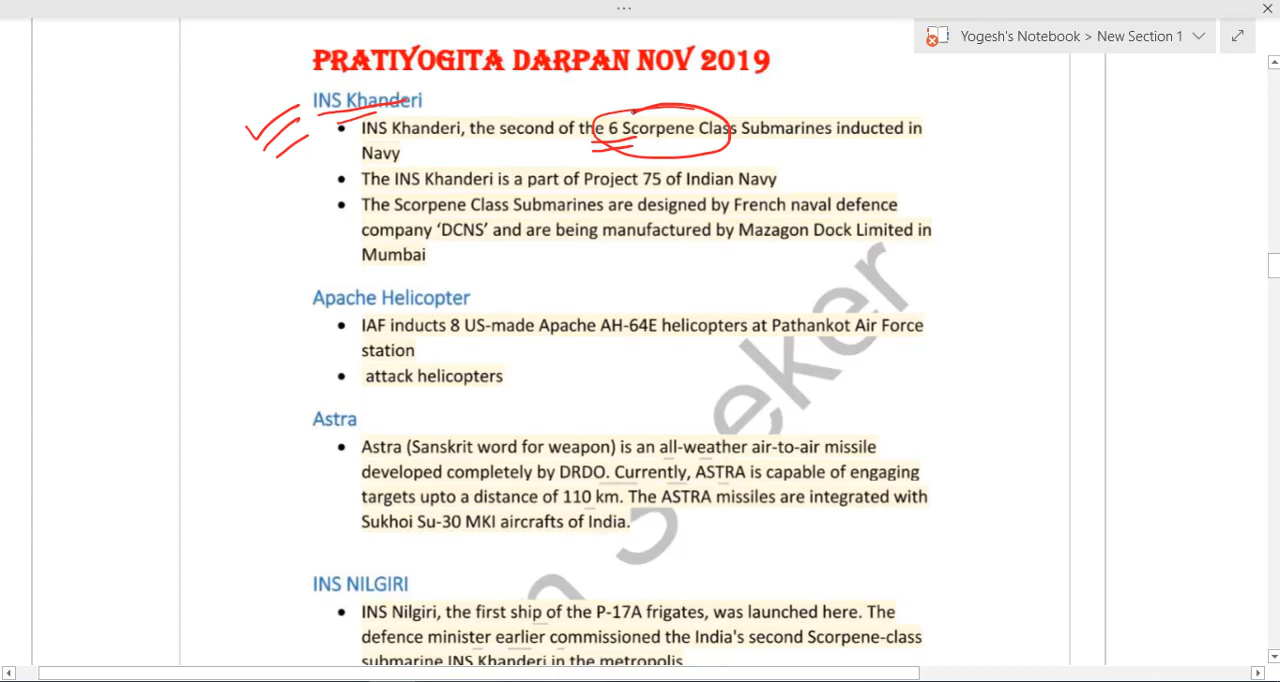 Yogesh's Notebook > New Section 1
PRATIYOGITA DARPAN NOV 2019
INS Khanderi
• INS Khanderi, the second of the 6 Scorpene Class Submarines inducted in
Navy
• The INS Khanderi is a part of Project 75 of Indian Navy
• The Scorpene Class Submarines are designed by French naval defence
company ‘DCNS’ and are being manufactured by Mazagon Dock Limited in
Mumbai
Apache Helicopter
• IAF inducts 8 US-made Apache AH-64E helicopters at Pathankot Air Force
station
• attack helicopters
Astra
• Astra (Sanskrit word for weapon) is an all-weather air-to-air missile
developed completely by DRDO. Currently, ASTRA is capable of engaging
targets upto a distance of 110 km. The ASTRA missiles are integrated with
Sukhoi Su-30 MKI aircrafts of India.
INS NILGIRI
• INS Nilgiri, the first ship of the P-17A frigates, was launched here. The
defence minister earlier commissioned the India's second Scorpene-class
submarine INS Khanderi in the metropolis